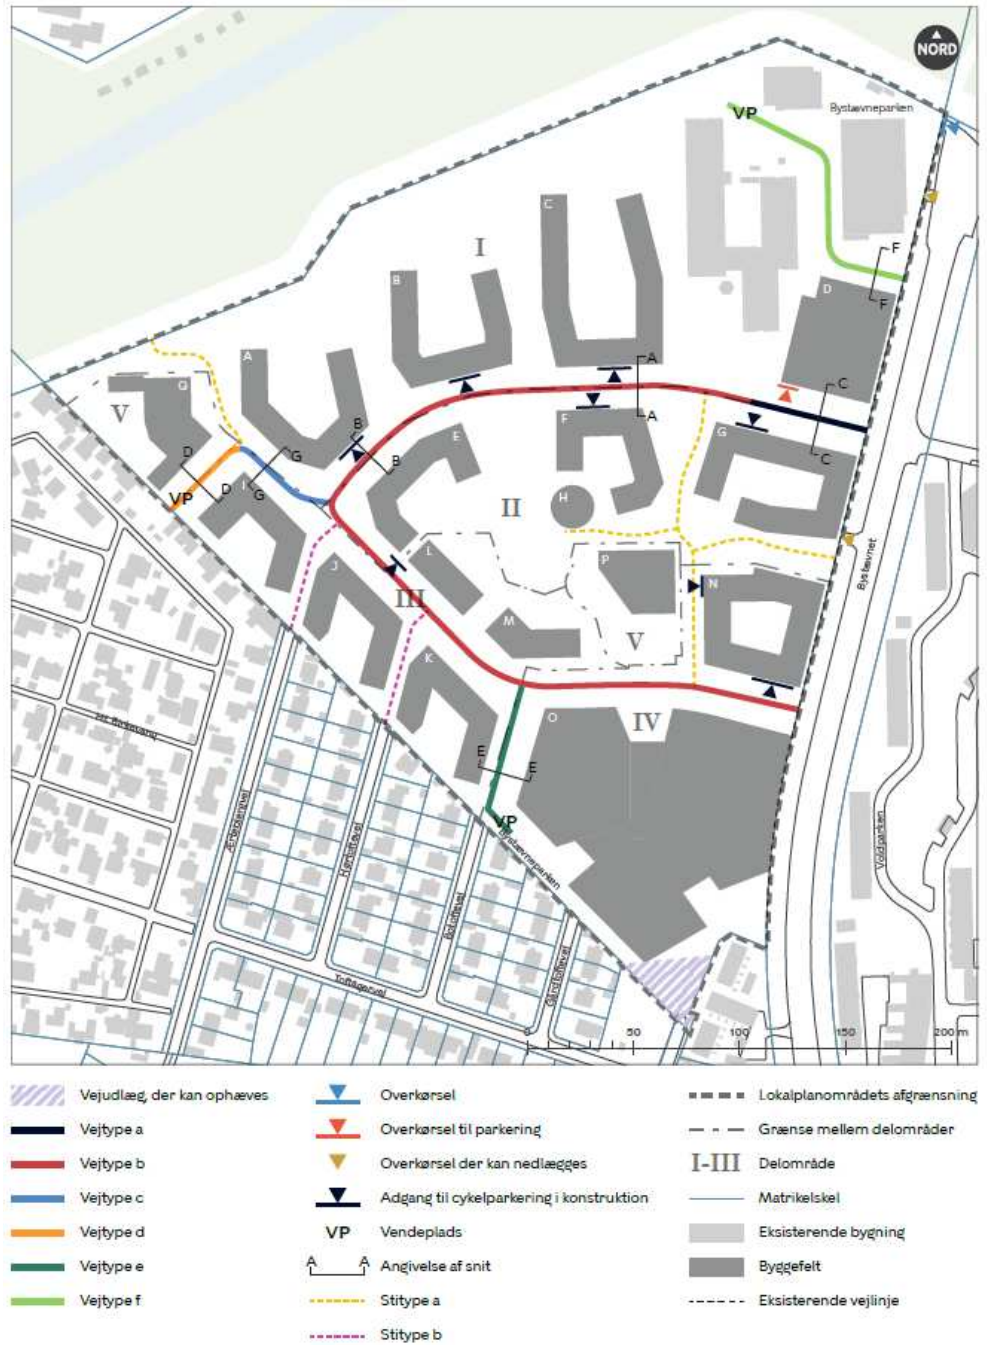 NORD
VP
Bystævneparken
C
I
F
B
D
F
A
A
C
V
Q
B
A
F
G
E
D
B
G
C
I
D
G
H
VP
II
L
P
N
J
III
Bystævnet
M
V
K
O
IV
E
E
VP
Bystævneparken
Voldparken
Ærtebjergvej
Toftagervej
0 50 100 150 200 m
Vejudlæg, der kan ophæves
Vejtype a
Vejtype b
Vejtype c
Vejtype d
Vejtype e
Vejtype f
Overkørsel
Overkørsel til parkering
Overkørsel der kan nedlægges
Adgang til cykelparkering i konstruktion
VP Vendeplads
A A Angivelse af snit
Stitype a
Stitype b
Lokalplanområdets afgrænsning
Grænse mellem delområder
I-III Delområde
Matrikelskel
Eksisterende bygning
Byggefelt
Eksisterende vejlinje